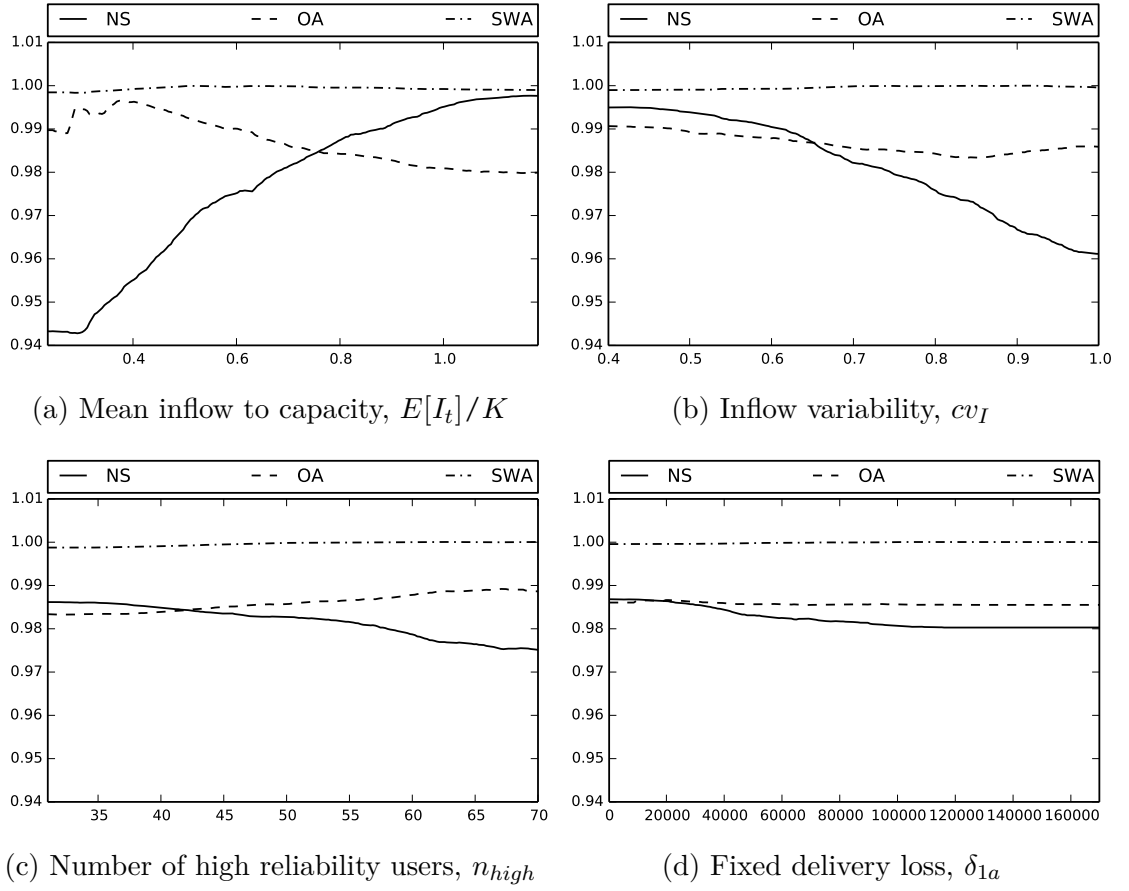 NS OA SWA
1.01
1.00
0.99
0.98
0.97
0.96
0.95
0.94
0.4 0.6 0.8 1.0
(a) Mean inflow to capacity, E[I_t]/K
NS OA SWA
1.01
1.00
0.99
0.98
0.97
0.96
0.95
0.94
0.4 0.5 0.6 0.7 0.8 0.9 1.0
(b) Inflow variability, cv_I
NS OA SWA
1.01
1.00
0.99
0.98
0.97
0.96
0.95
0.94
35 40 45 50 55 60 65 70
(c) Number of high reliability users, n_{high}
NS OA SWA
1.01
1.00
0.99
0.98
0.97
0.96
0.95
0.94
0 20000 40000 60000 80000 100000 120000 140000 160000
(d) Fixed delivery loss, δ_{1a}